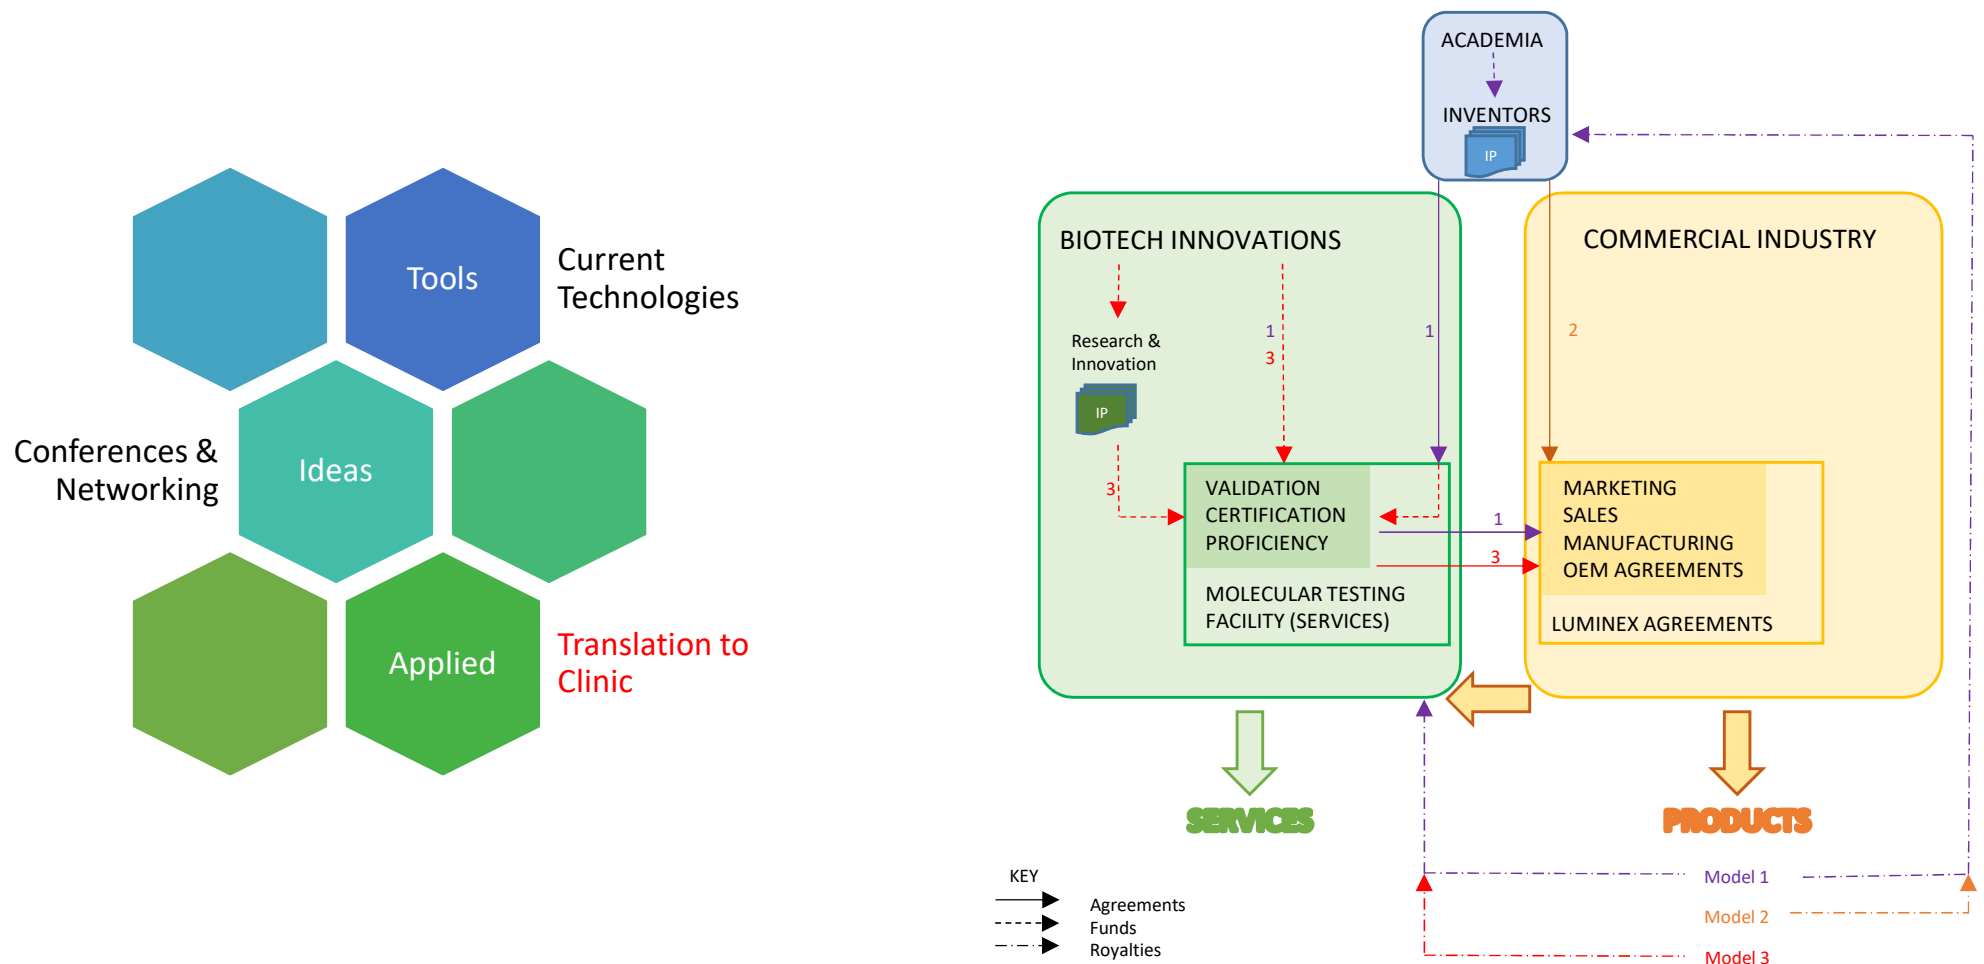 Tools
Current
Technologies
Conferences &
Networking
Ideas
Applied
Translation to
Clinic
ACADEMIA
INVENTORS
IP
BIOTECH INNOVATIONS
COMMERCIAL INDUSTRY
1
3
1
2
Research &
Innovation
IP
3
VALIDATION
CERTIFICATION
PROFICIENCY
MOLECULAR TESTING
FACILITY (SERVICES)
1
3
MARKETING
SALES
MANUFACTURING
OEM AGREEMENTS
LUMINEX AGREEMENTS
SERVICES
PRODUCTS
KEY
Agreements
Funds
Royalties
Model 1
Model 2
Model 3